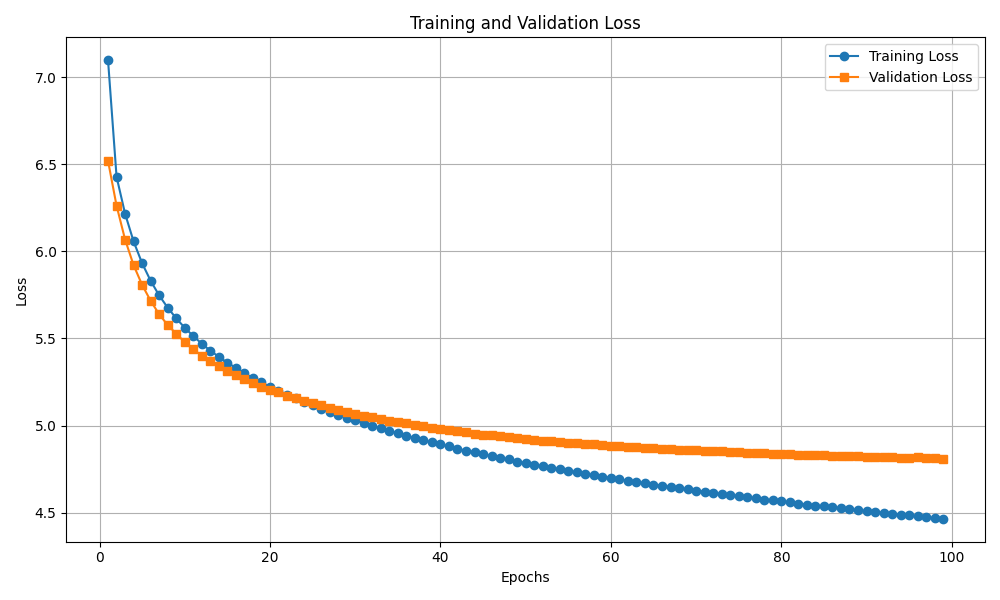 Training and Validation Loss
Training Loss
Validation Loss
7.0
6.5
6.0
5.5
5.0
4.5
Loss
0 20 40 60 80 100
Epochs